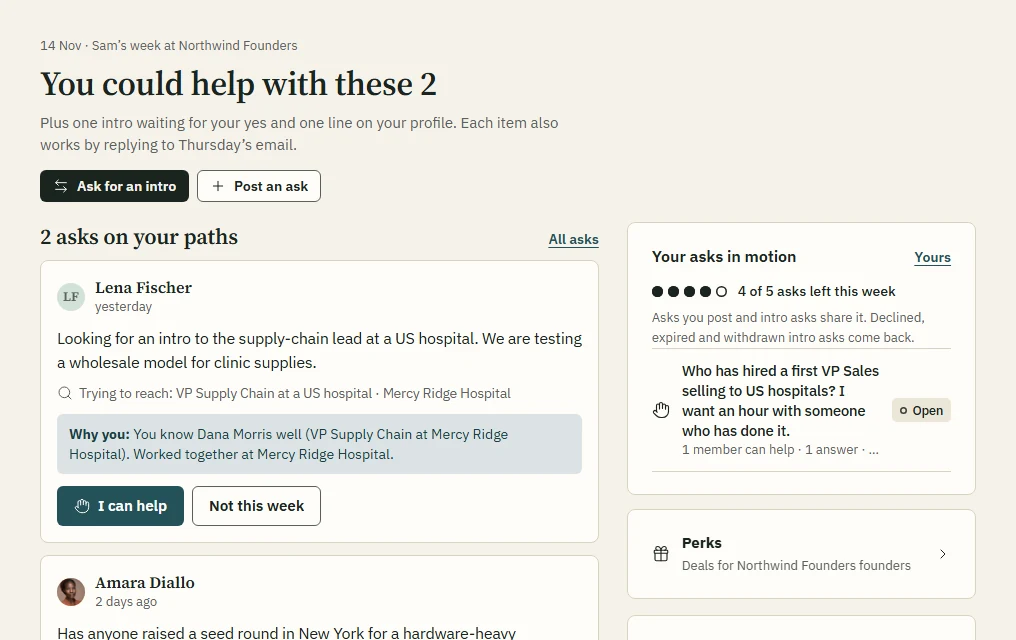 14 Nov · Sam’s week at Northwind Founders
You could help with these 2
Plus one intro waiting for your yes and one line on your profile. Each item also
works by replying to Thursday’s email.
Ask for an intro
Post an ask
2 asks on your paths
All asks
LF
Lena Fischer
yesterday
Looking for an intro to the supply-chain lead at a US hospital. We are testing
a wholesale model for clinic supplies.
Trying to reach: VP Supply Chain at a US hospital · Mercy Ridge Hospital
Why you: You know Dana Morris well (VP Supply Chain at Mercy Ridge
Hospital). Worked together at Mercy Ridge Hospital.
I can help
Not this week
Amara Diallo
2 days ago
Has anyone raised a seed round in New York for a hardware-heavy
Your asks in motion
Yours
4 of 5 asks left this week
Asks you post and intro asks share it. Declined,
expired and withdrawn intro asks come back.
Who has hired a first VP Sales
selling to US hospitals? I
want an hour with someone
who has done it.
1 member can help · 1 answer · …
Open
Perks
Deals for Northwind Founders founders